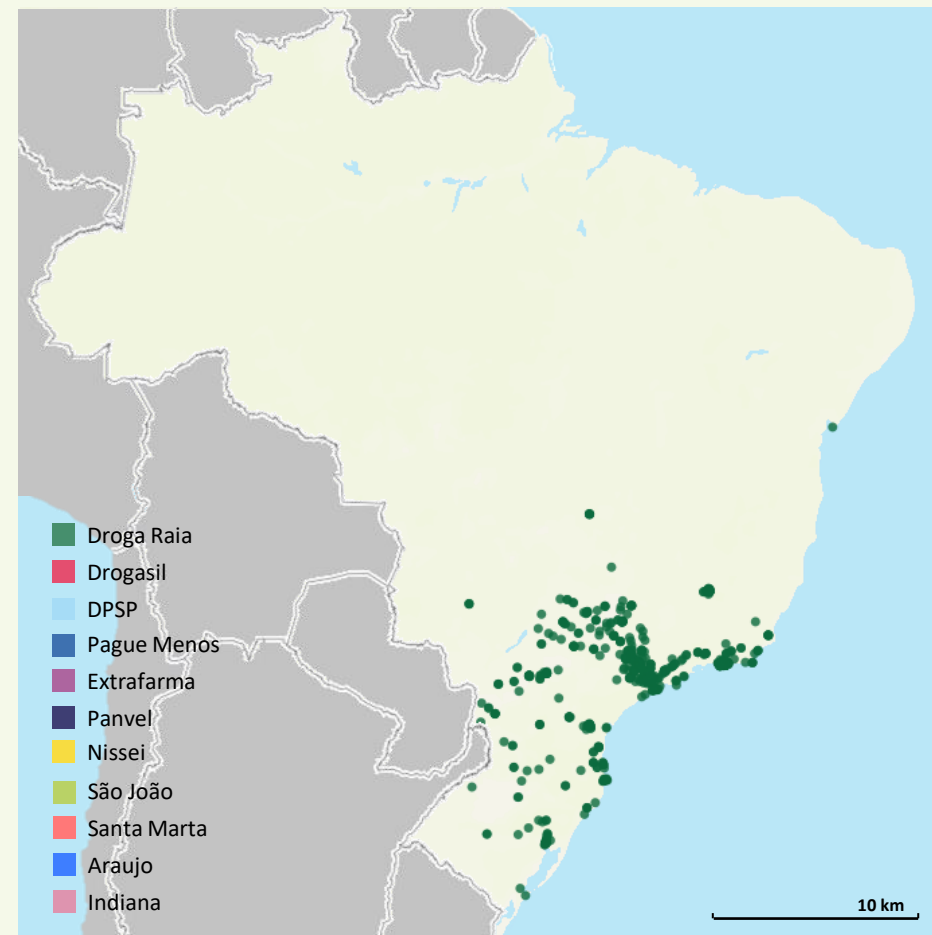 Droga Raia
Drogasil
DPSP
Pague Menos
Extrafarma
Panvel
Nissei
São João
Santa Marta
Araujo
Indiana
10 km